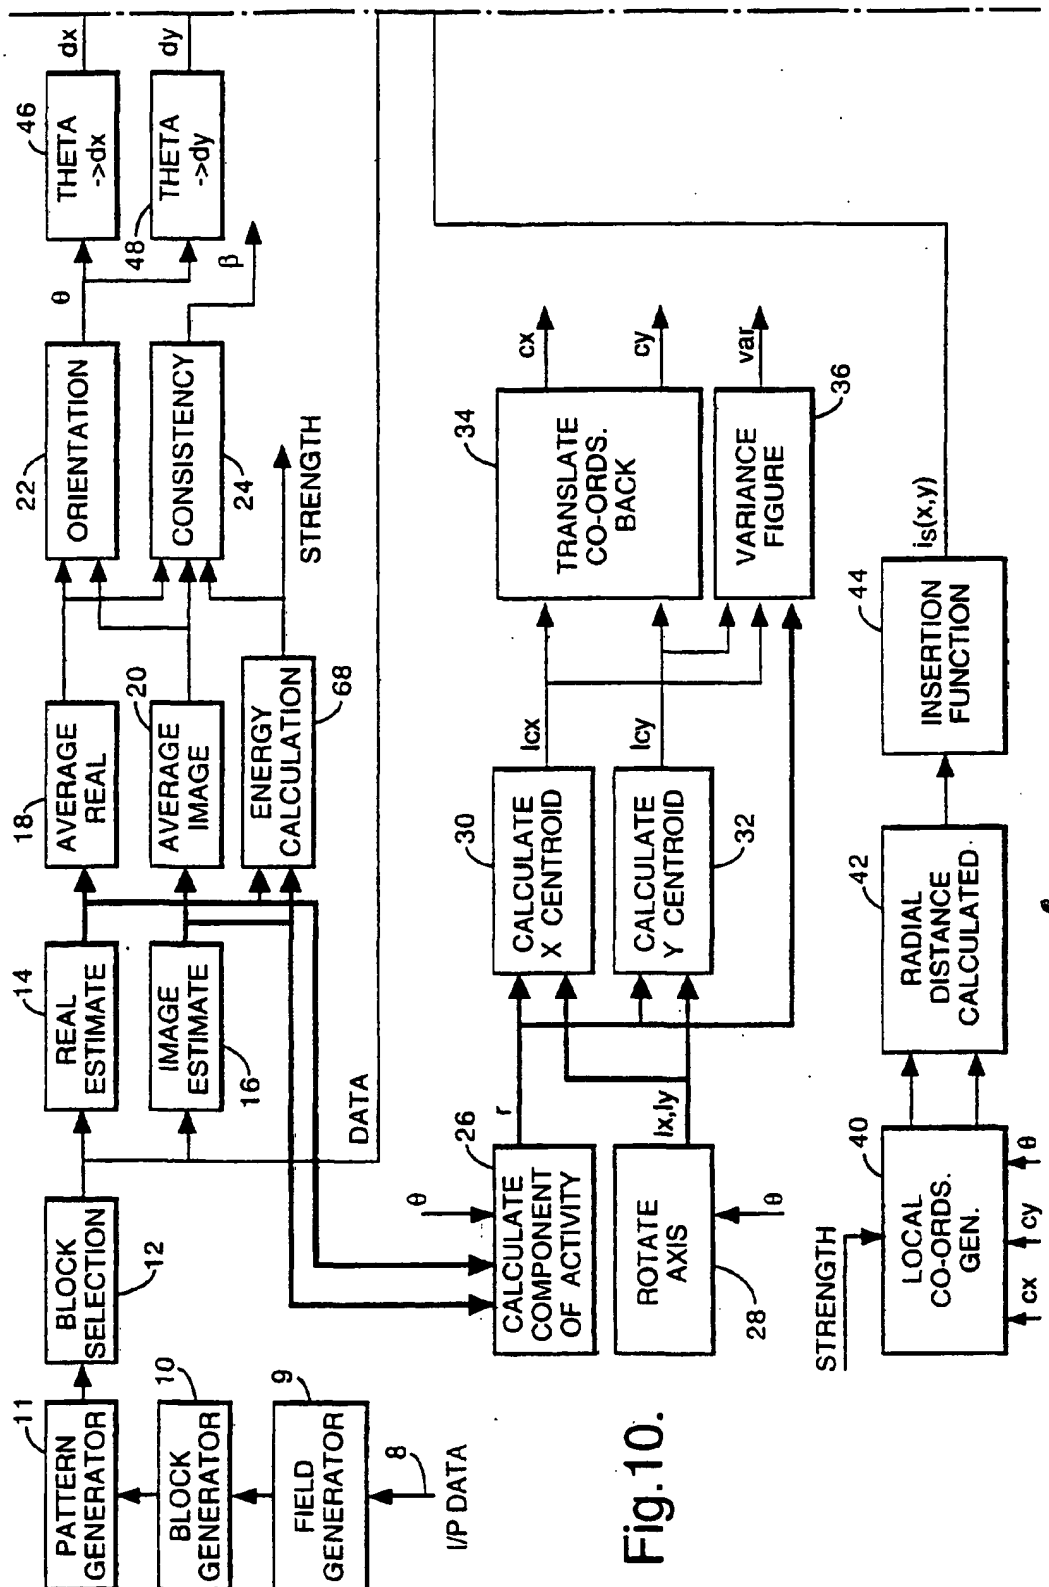 11
PATTERN
GENERATOR
10
BLOCK
GENERATOR
9
FIELD
GENERATOR
8
I/P DATA
BLOCK
SELECTION
12
14
REAL
ESTIMATE
IMAGE
ESTIMATE
16
DATA
18
AVERAGE
REAL
20
AVERAGE
IMAGE
ENERGY
CALCULATION
68
22
ORIENTATION
CONSISTENCY
24
STRENGTH
θ
β
46
THETA
->dx
48
THETA
->dy
dx
dy
θ
26
CALCULATE
COMPONENT
OF ACTIVITY
r
ROTATE
AXIS
28
θ
lx,ly
30
CALCULATE
X CENTROID
CALCULATE
Y CENTROID
32
lcx
lcy
34
TRANSLATE
CO-ORDS.
BACK
VARIANCE
FIGURE
36
cx
cy
var
STRENGTH
40
LOCAL
CO-ORDS.
GEN.
cx
cy
θ
42
RADIAL
DISTANCE
CALCULATED
44
INSERTION
FUNCTION
is(x,y)
Fig.10.